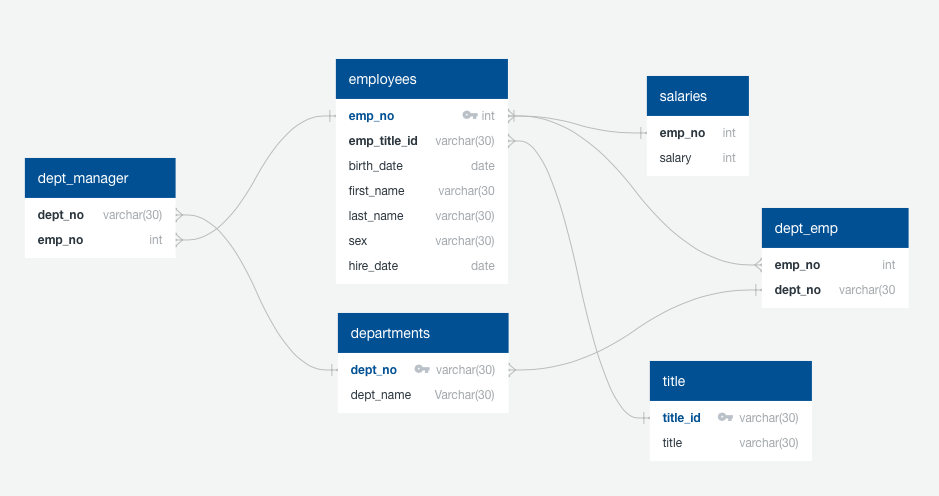 employees
emp_no int
emp_title_id varchar(30)
birth_date date
first_name varchar(30
last_name varchar(30)
sex varchar(30)
hire_date date
salaries
emp_no int
salary int
dept_manager
dept_no varchar(30)
emp_no int
dept_emp
emp_no int
dept_no varchar(30
departments
dept_no varchar(30)
dept_name Varchar(30)
title
title_id varchar(30)
title varchar(30)